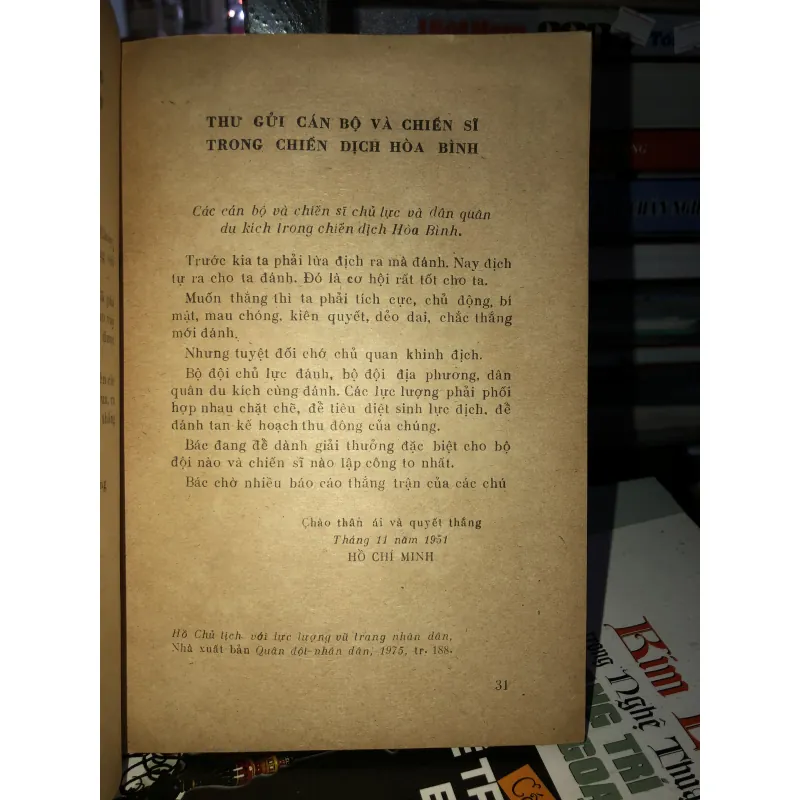 THƯ GỬI CÁN BỘ VÀ CHIẾN SĨ
TRONG CHIẾN DỊCH HÒA BÌNH
Các cán bộ và chiến sĩ chủ lực và dân quân
du kích trong chiến dịch Hòa Bình.
Trước kia ta phải lừa địch ra mà đánh. Nay địch
tự ra cho ta đánh. Đó là cơ hội rất tốt cho ta.
Muốn thắng thì ta phải tích cực, chủ động, bí
mật, mau chóng, kiên quyết, dẻo dai, chắc thắng
mới đánh.
Nhưng tuyệt đối chớ chủ quan khinh địch.
Bộ đội chủ lực đánh, bộ đội địa phương, dân
quân du kích cùng đánh. Các lực lượng phải phối
hợp nhau chặt chẽ, để tiêu diệt sinh lực địch, để
đánh tan kế hoạch thu đông của chúng.
Bác đang để dành giải thưởng đặc biệt cho bộ
đội nào và chiến sĩ nào lập công to nhất.
Bác chờ nhiều báo cáo thắng trận của các chú
Chào thân ái và quyết thắng
Tháng 11 năm 1951
HỒ CHÍ MINH
Hồ Chủ tịch với lực lượng vũ trang nhân dân,
Nhà xuất bản Quân đội nhân dân, 1975, tr. 188.
31
Kim
trong Nghệ Thuậ